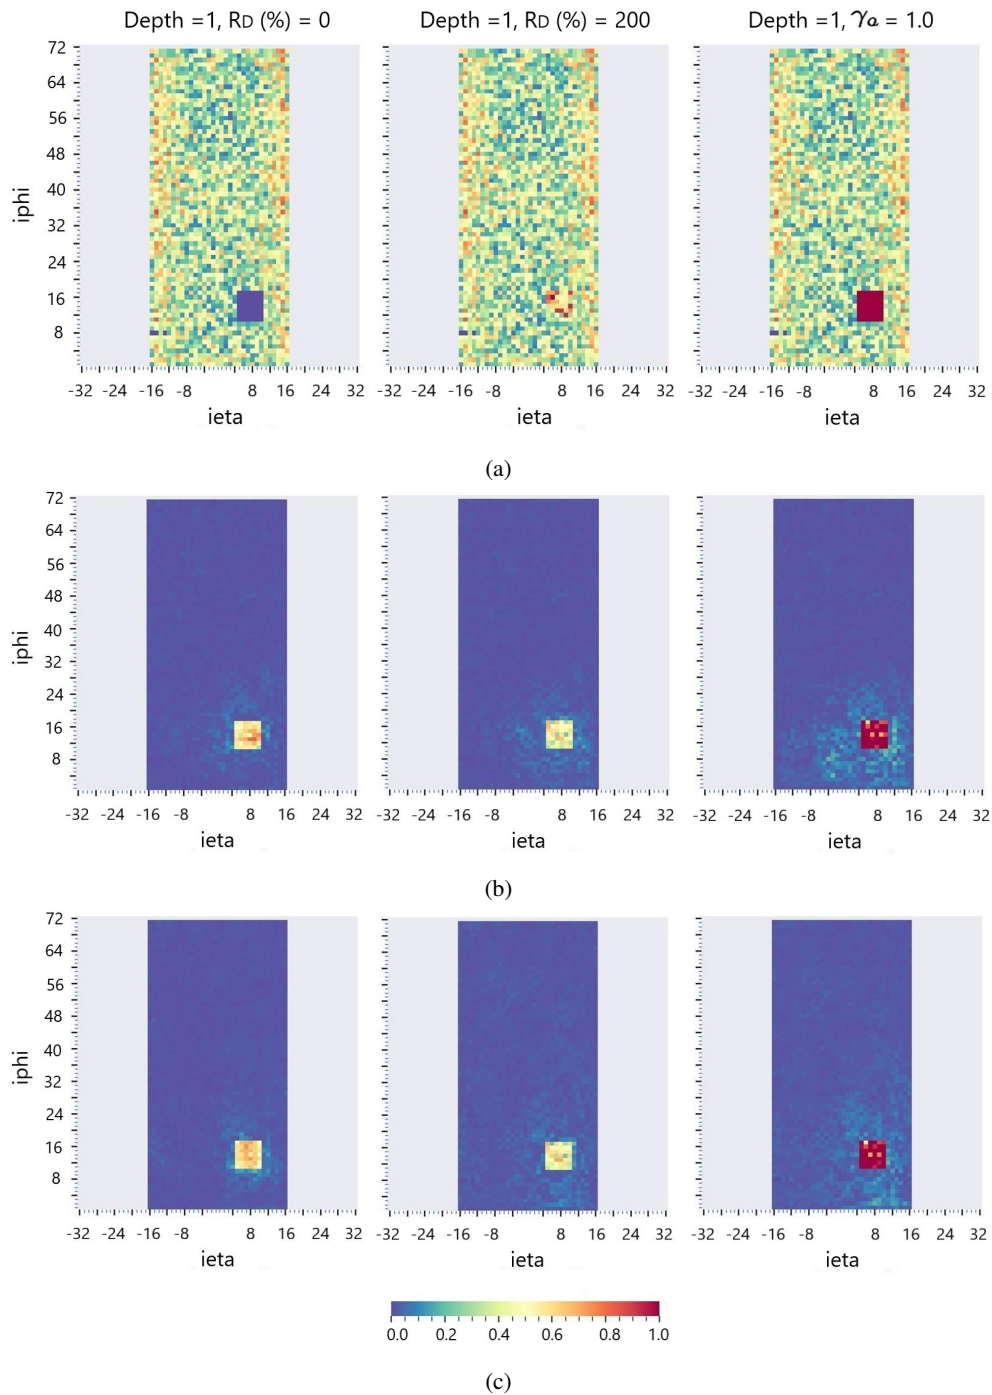 Depth =1, RD (%) = 0
Depth =1, RD (%) = 200
Depth =1, γa = 1.0
72
64
56
48
40
32
24
16
8
iphi
-32 -24 -16 -8 8 16 24 32
-32 -24 -16 -8 8 16 24 32
-32 -24 -16 -8 8 16 24 32
ieta
ieta
ieta
(a)
72
64
56
48
40
32
24
16
8
iphi
-32 -24 -16 -8 8 16 24 32
-32 -24 -16 -8 8 16 24 32
-32 -24 -16 -8 8 16 24 32
ieta
ieta
ieta
(b)
72
64
56
48
40
32
24
16
8
iphi
-32 -24 -16 -8 8 16 24 32
-32 -24 -16 -8 8 16 24 32
-32 -24 -16 -8 8 16 24 32
ieta
ieta
ieta
0.0 0.2 0.4 0.6 0.8 1.0
(c)